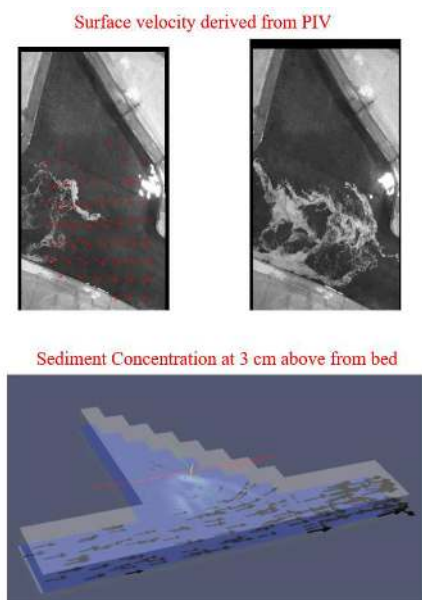 Surface velocity derived from PIV
Sediment Concentration at 3 cm above from bed